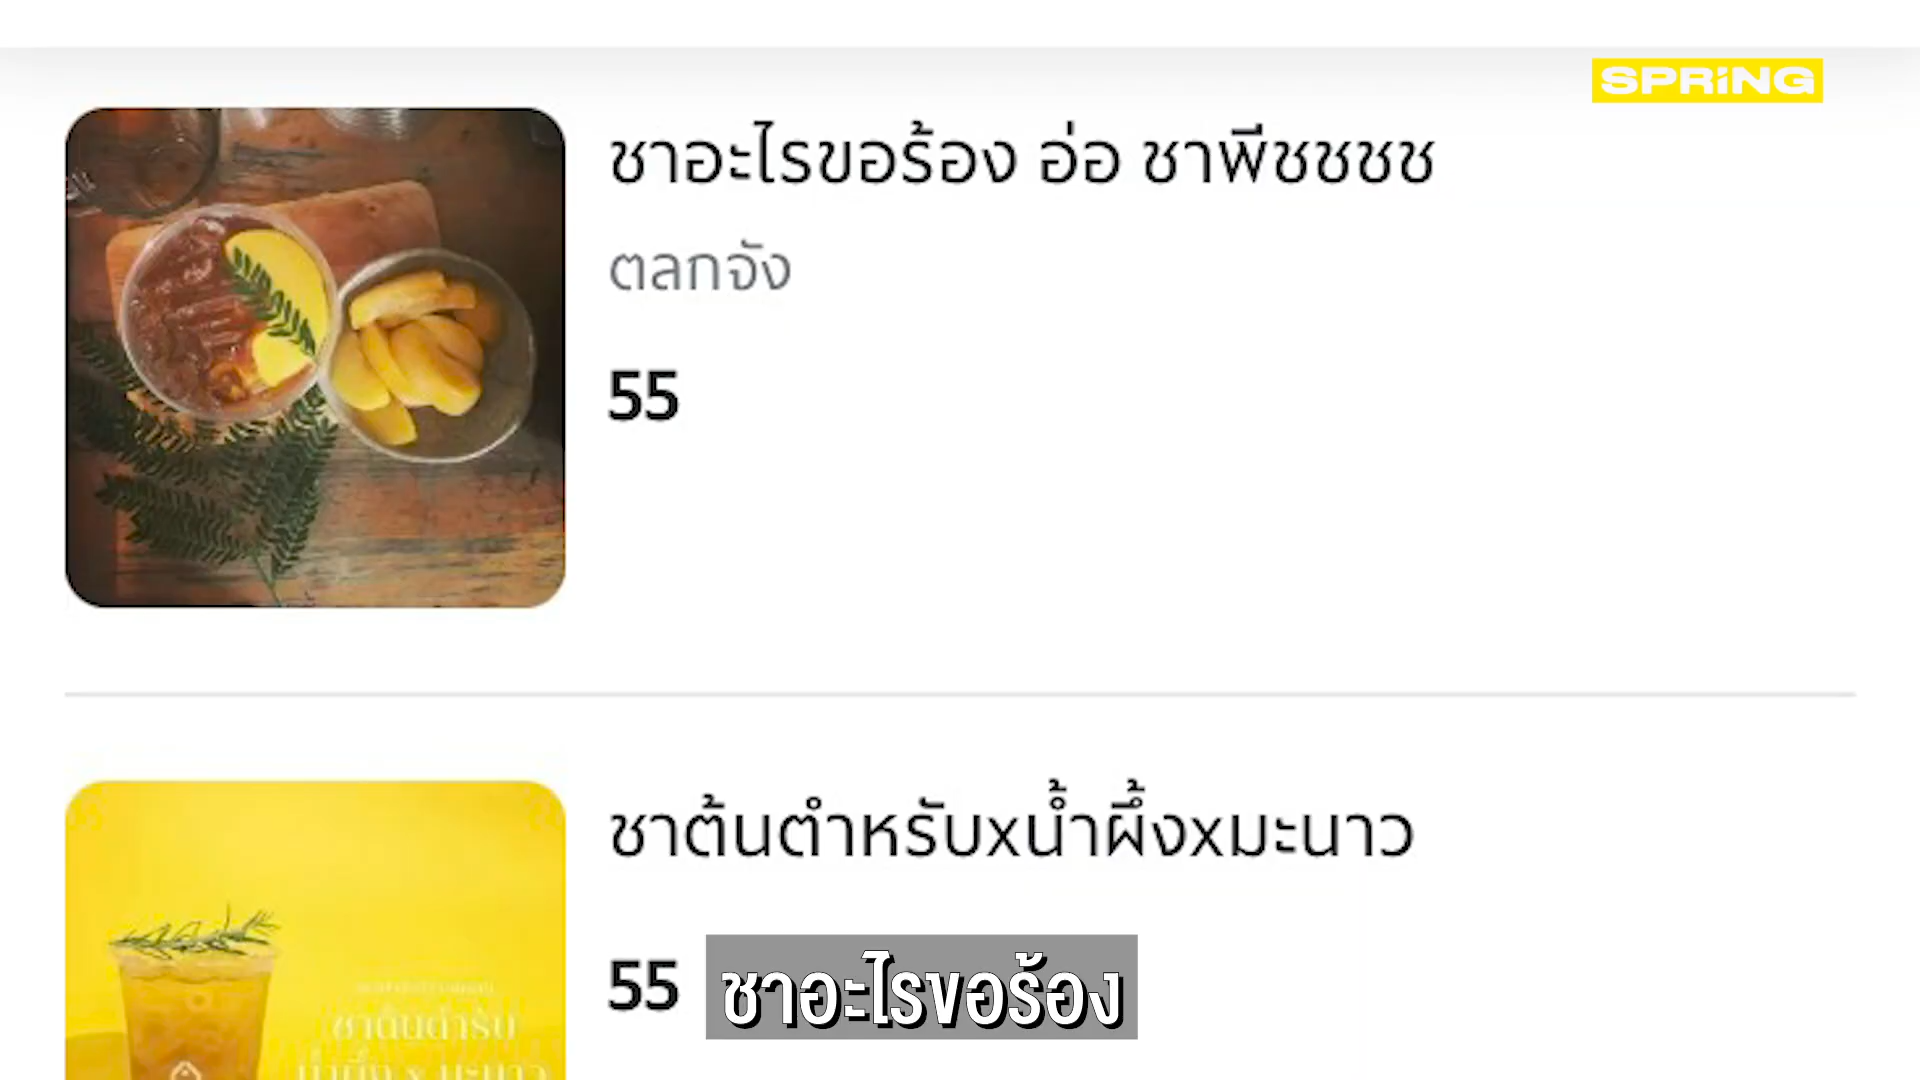 SPRiNG
ชาอะไรขอร้อง อ่อ ชาพีชชชช
ตลกจัง
55
ชาต้นตำหรับxน้ำผึ้งxมะนาว
55
ชาอะไรขอร้อง